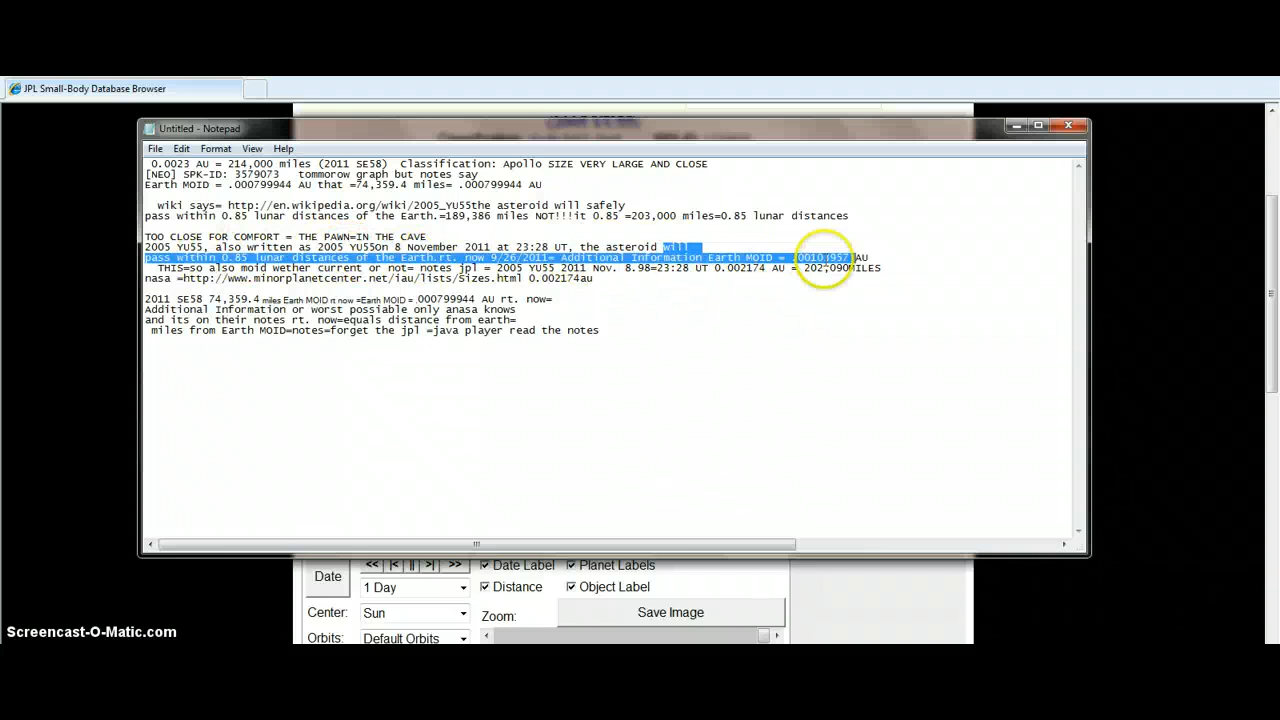 JPL Small-Body Database Browser
Untitled - Notepad
File Edit Format View Help
0.0023 AU = 214,000 miles (2011 SE58) Classification: Apollo SIZE VERY LARGE AND CLOSE
[NEO] SPK-ID: 3579073 tommorow graph but notes say
Earth MOID = .000799944 AU that =74,359.4 miles= .000799944 AU
wiki says= http://en.wikipedia.org/wiki/2005_YU55the asteroid will safely
pass within 0.85 lunar distances of the Earth.=189,386 miles NOT!!!it 0.85 =203,000 miles=0.85 lunar distances
TOO CLOSE FOR COMFORT = THE PAWN=IN THE CAVE
2005 YU55, also written as 2005 YU55On 8 November 2011 at 23:28 UT, the asteroid will
pass within 0.85 lunar distances of the Earth.rt. now 9/26/2011= Additional Information Earth MOID = AU
THIS=so also moid wether current or not= notes jpl = 2005 YU55 2011 Nov. 8.98=23:28 UT 0.002174 AU = 202,090MILES
nasa =http://www.minorplanetcenter.net/iau/lists/Sizes.html 0.002174au
2011 SE58 74,359.4 miles Earth MOID rt now =Earth MOID = .000799944 AU rt. now=
Additional Information or worst possiable only anasa knows
and its on their notes rt. now=equals distance from earth=
miles from Earth MOID=notes=forget the jpl =java player read the notes
<< |< || >| >> Date Label Planet Labels
Date
1 Day Distance Object Label
Center: Sun Zoom: Save Image
Orbits: Default Orbits
Screencast-O-Matic.com